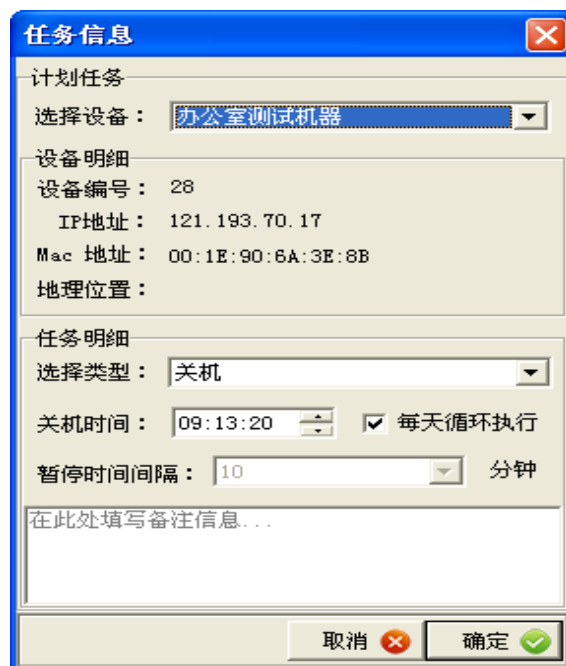 任务信息
计划任务
选择设备： 办公室测试机器
设备明细
设备编号： 28
IP地址： 121.193.70.17
Mac 地址： 00:1E:90:6A:3E:8B
地理位置：
任务明细
选择类型： 关机
关机时间： 09:13:20 每天循环执行
暂停时间间隔： 10 分钟
在此处填写备注信息...
取消 确定